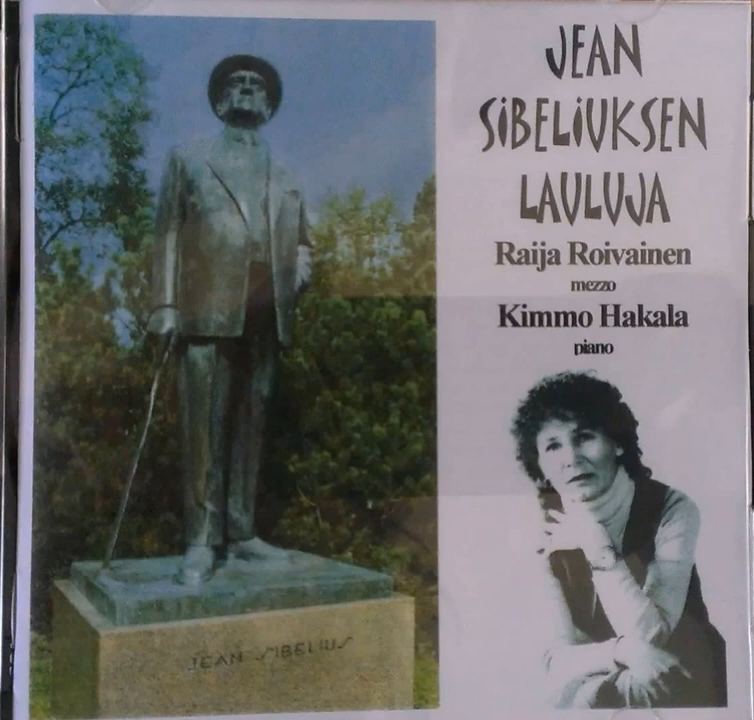 JEAN
SiBELiUKSEN
LAULUJA
Raija Roivainen
mezzo
Kimmo Hakala
piano
JEAN SIBELIUS